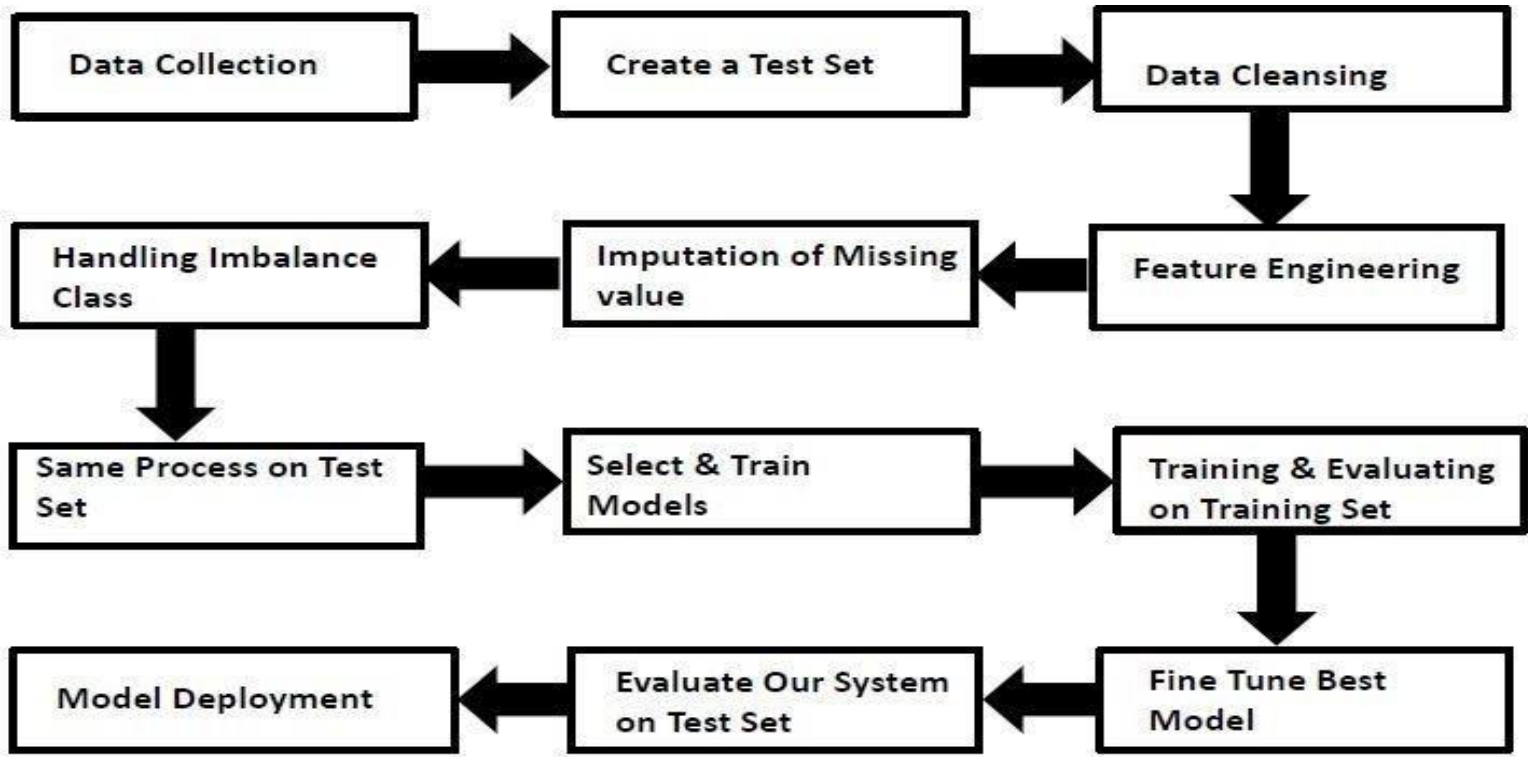 Data Collection
Create a Test Set
Data Cleansing
Feature Engineering
Imputation of Missing
value
Handling Imbalance
Class
Same Process on Test
Set
Select & Train
Models
Training & Evaluating
on Training Set
Fine Tune Best
Model
Evaluate Our System
on Test Set
Model Deployment